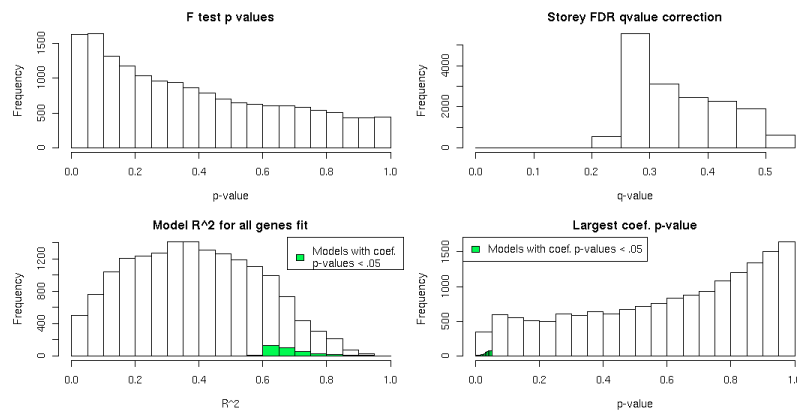 F test p values
Frequency
0 500 1000 1500
0.0 0.2 0.4 0.6 0.8 1.0
p-value
Storey FDR qvalue correction
Frequency
0 2000 4000
0.0 0.1 0.2 0.3 0.4 0.5
q-value
Model R^2 for all genes fit
Models with coef.
p-values < .05
Frequency
0 400 800 1200
0.0 0.2 0.4 0.6 0.8 1.0
R^2
Largest coef. p-value
Models with coef. p-values < .05
Frequency
0 500 1000 1500
0.0 0.2 0.4 0.6 0.8 1.0
p-value